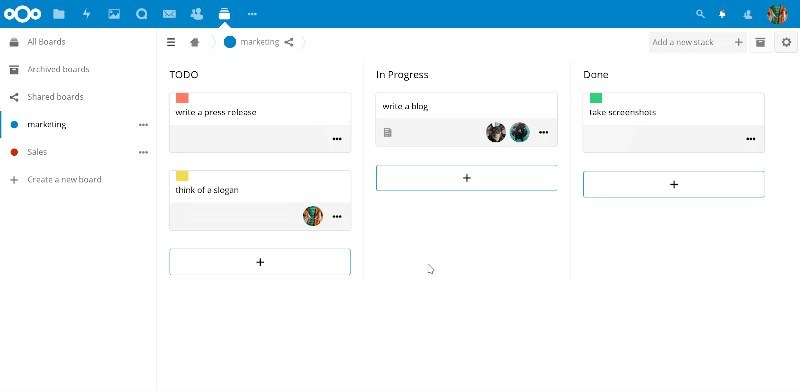 All Boards
Archived boards
Shared boards
marketing
Sales
Create a new board
marketing
Add a new stack
TODO
write a press release
think of a slogan
In Progress
write a blog
Done
take screenshots